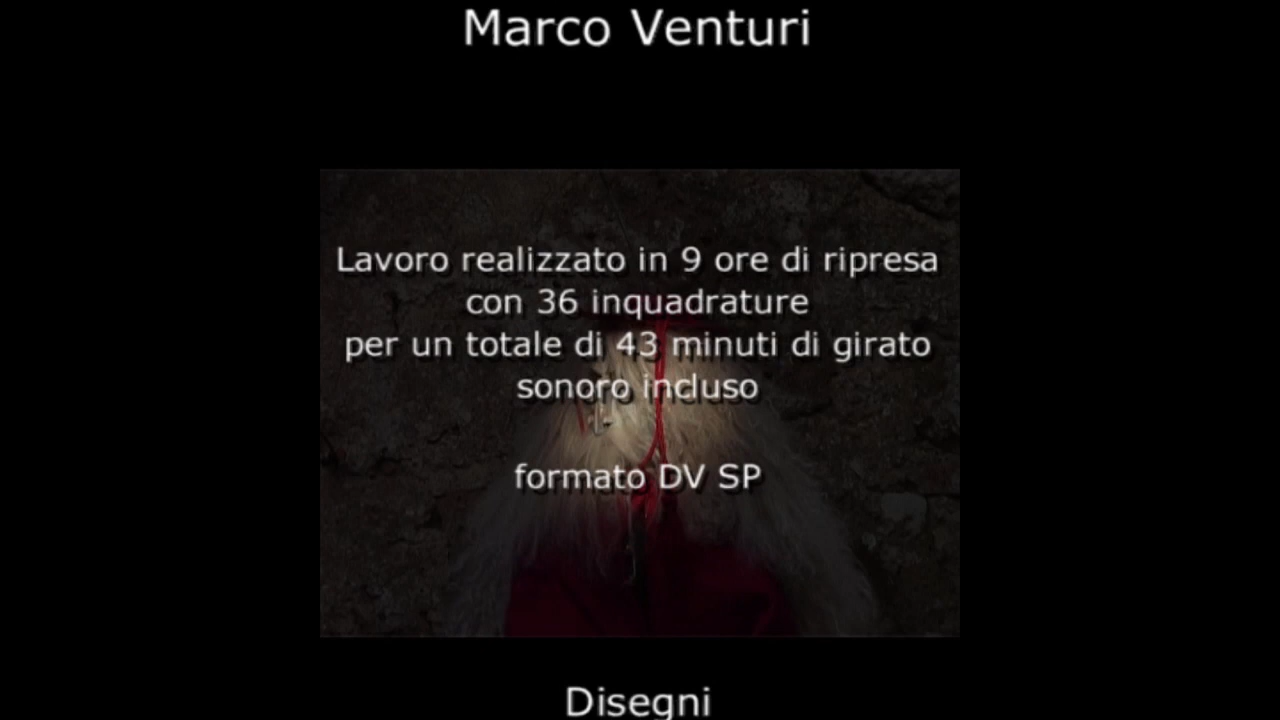 Marco Venturi
Lavoro realizzato in 9 ore di ripresa
con 36 inquadrature
per un totale di 43 minuti di girato
sonoro incluso
formato DV SP
Disegni